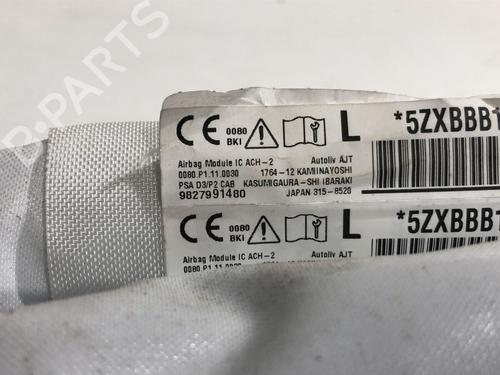 CE 0080 BKI L *5ZXBBB1
Airbag Module IC ACH-2 Autoliv AJT
0080.P1.11.0030 1764-12 KAMINAYOSHI
PSA D3/P2 CAB KASUMIGAURA-SHI IBARAKI
9827991480 JAPAN 315-8520
CE 0080 BKI L *5ZXBBB1
Airbag Module IC ACH-2 Autoliv AJT
B-PARTS